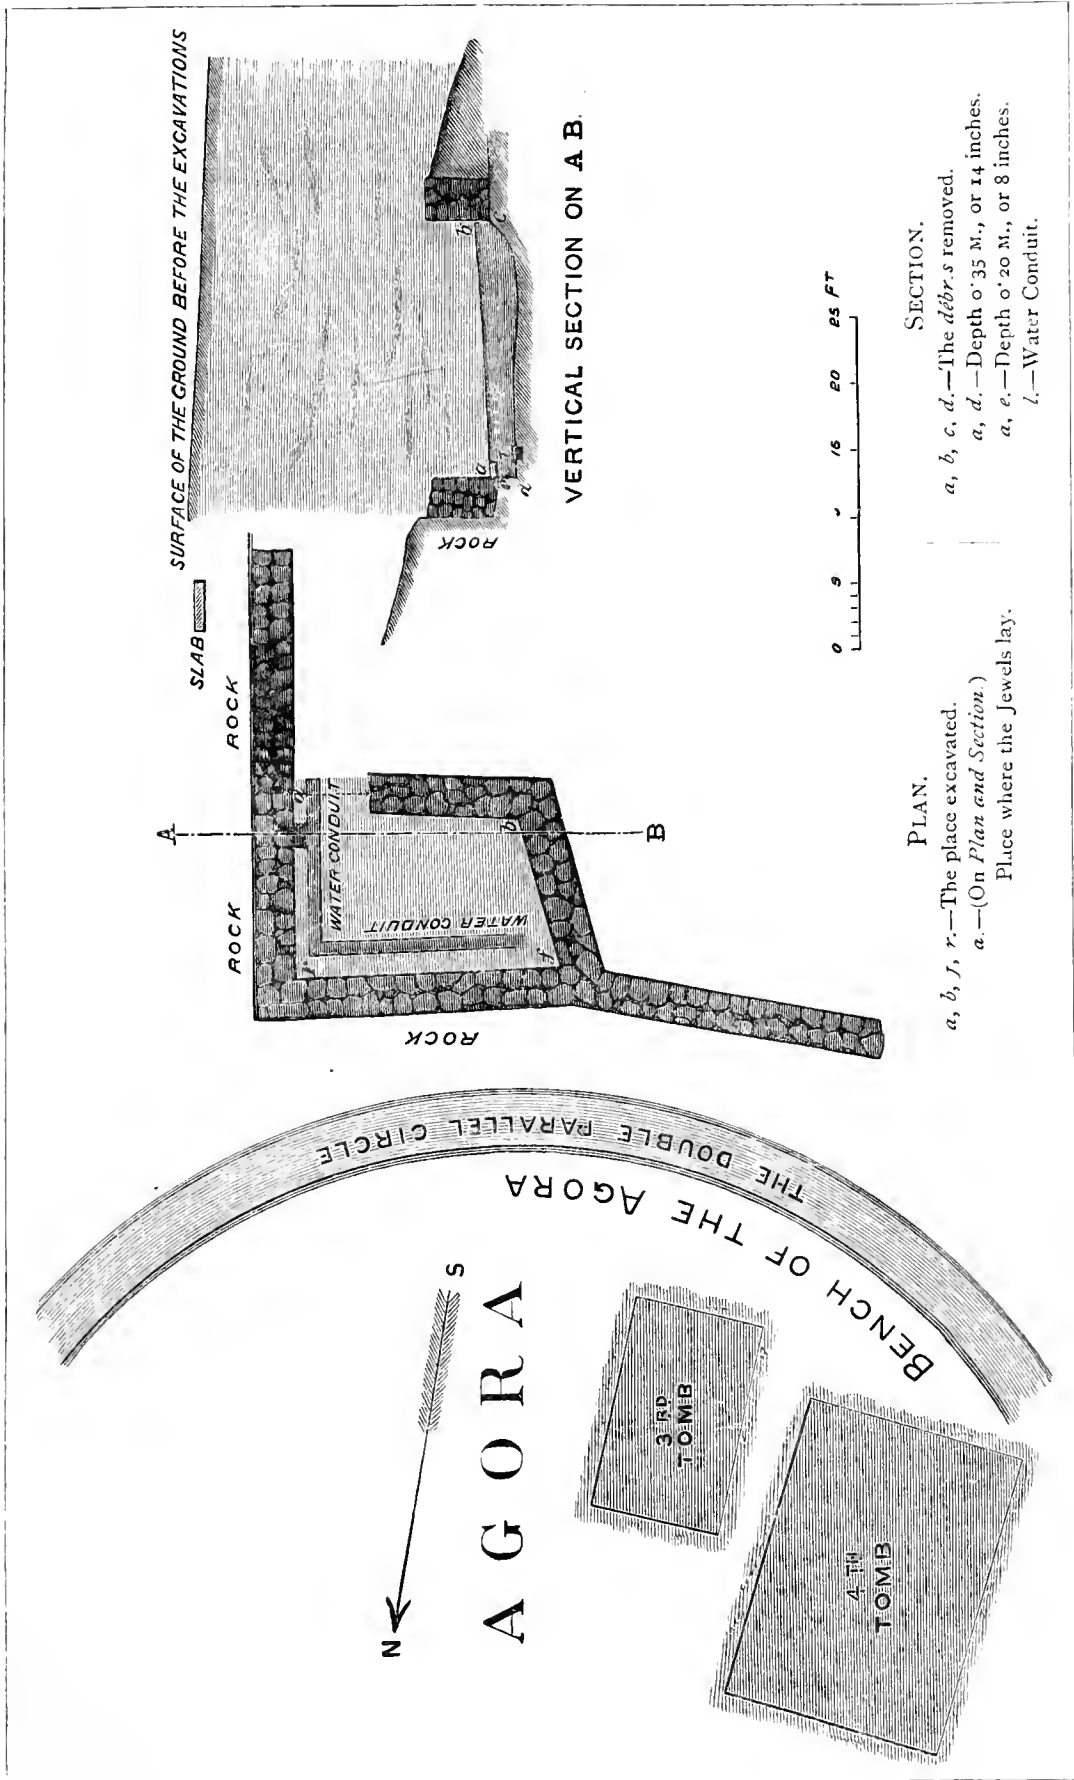 SURFACE OF THE GROUND BEFORE THE EXCAVATIONS
SLAB
ROCK
ROCK
ROCK
ROCK
A
B
a
b
f
WATER CONDUIT
WATER CONDUIT
a
b
c
d
e
VERTICAL SECTION ON A B.
0 5 15 20 25 FT
THE DOUBLE PARALLEL CIRCLE
BENCH OF THE AGORA
AGORA
N
S
3RD
TOMB
4TH
TOMB
PLAN.
a, b, J, r.—The place excavated.
a.—(On Plan and Section.)
Place where the Jewels lay.
SECTION.
a, b, c, d.—The débr.s removed.
a, d.—Depth 0·35 M., or 14 inches.
a, e.—Depth 0·20 M., or 8 inches.
l.—Water Conduit.